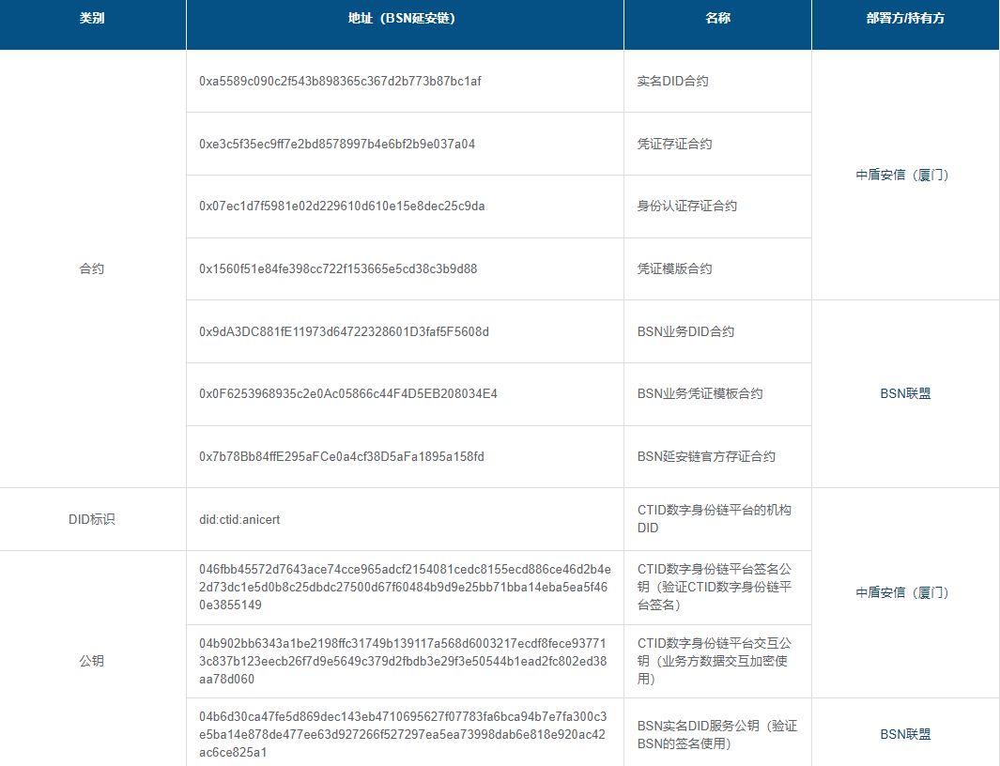 类别
地址（BSN延安链）
名称
部署方/持有方
合约
0xa5589c090c2f543b898365c367d2b773b87bc1af
实名DID合约
中盾安信（厦门）
0xe3c5f35ec9ff7e2bd8578997b4e6bf2b9e037a04
凭证存证合约
0x07ec1d7f5981e02d229610d610e15e8dec25c9da
身份认证存证合约
0x1560f51e84fe398cc722f153665e5cd38c3b9d88
凭证模版合约
0x9dA3DC881fE11973d64722328601D3faf5F5608d
BSN业务DID合约
BSN联盟
0x0F6253968935c2e0Ac05866c44F4D5EB208034E4
BSN业务凭证模板合约
0x7b78Bb84ffE295aFCe0a4cf38D5aFa1895a158fd
BSN延安链官方存证合约
DID标识
did:ctid:anicert
CTID数字身份链平台的机构
DID
中盾安信（厦门）
公钥
046fbb45572d7643ace74cce965adcf2154081cedc8155ecd886ce46d2b4e
2d73dc1e5d0b8c25dbdc27500d67f60484b9d9e25bb71bba14eba5ea5f46
0e3855149
CTID数字身份链平台签名公
钥（验证CTID数字身份链平
台签名）
04b902bb6343a1be2198ffc31749b139117a568d6003217ecdf8fece937713
3c837b123eecb26f7d9e5649c379d2fbdb3e29f3e50544b1ead2fc802ed38
aa78d060
CTID数字身份链平台交互公
钥（业务方数据交互加密使
用）
04b6d30ca47fe5d869dec143eb4710695627f07783fa6bca94b7e7fa300c3
e5ba14e878de477ee63d927266f527297ea5ea73998dab6e818e920ac42
ac6ce825a1
BSN实名DID服务公钥（验证
BSN的签名使用）
BSN联盟